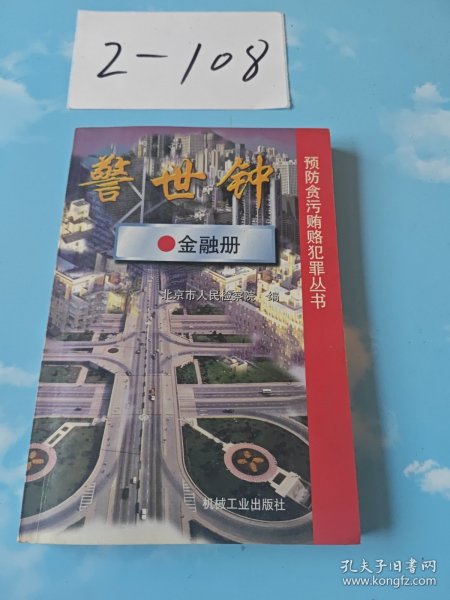 2-108
警世钟
金融册
北京市人民检察院 编
预防贪污贿赂犯罪丛书
机械工业出版社
孔夫子旧书网
www.kongfz.com